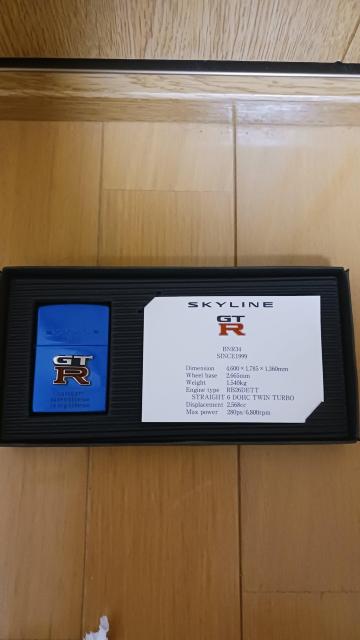 GT
R
SKYLINE
GT
R
BNR34
SINCE1999
Dimension 4,600×1,785×1,360mm
Wheel base 2,665mm
Weight 1,540kg
Engine type RB26DETT
STRAIGHT 6 DOHC TWIN TURBO
Displacement 2,568cc
Max power 280ps/6,800rpm